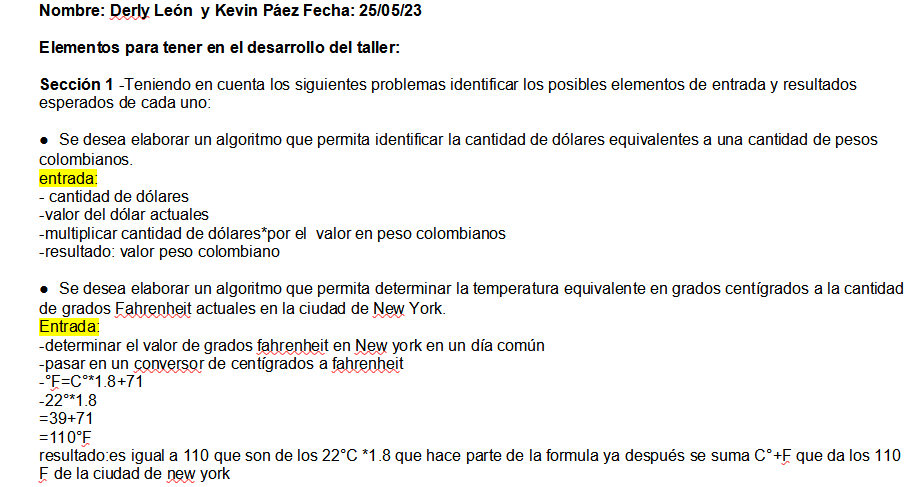 Nombre: Derly León  y Kevin Páez Fecha: 25/05/23
Elementos para tener en el desarrollo del taller:
Sección 1 -Teniendo en cuenta los siguientes problemas identificar los posibles elementos de entrada y resultados
esperados de cada uno:
● Se desea elaborar un algoritmo que permita identificar la cantidad de dólares equivalentes a una cantidad de pesos
colombianos.
entrada:
- cantidad de dólares
-valor del dólar actuales
-multiplicar cantidad de dólares*por el  valor en peso colombianos
-resultado: valor peso colombiano
● Se desea elaborar un algoritmo que permita determinar la temperatura equivalente en grados centígrados a la cantidad
de grados Fahrenheit actuales en la ciudad de New York.
Entrada:
-determinar el valor de grados fahrenheit en New york en un día común
-pasar en un conversor de centígrados a fahrenheit
-°F=C°*1.8+71
-22°*1.8
=39+71
=110°F
resultado:es igual a 110 que son de los 22°C *1.8 que hace parte de la formula ya después se suma C°+F que da los 110
F de la ciudad de new york